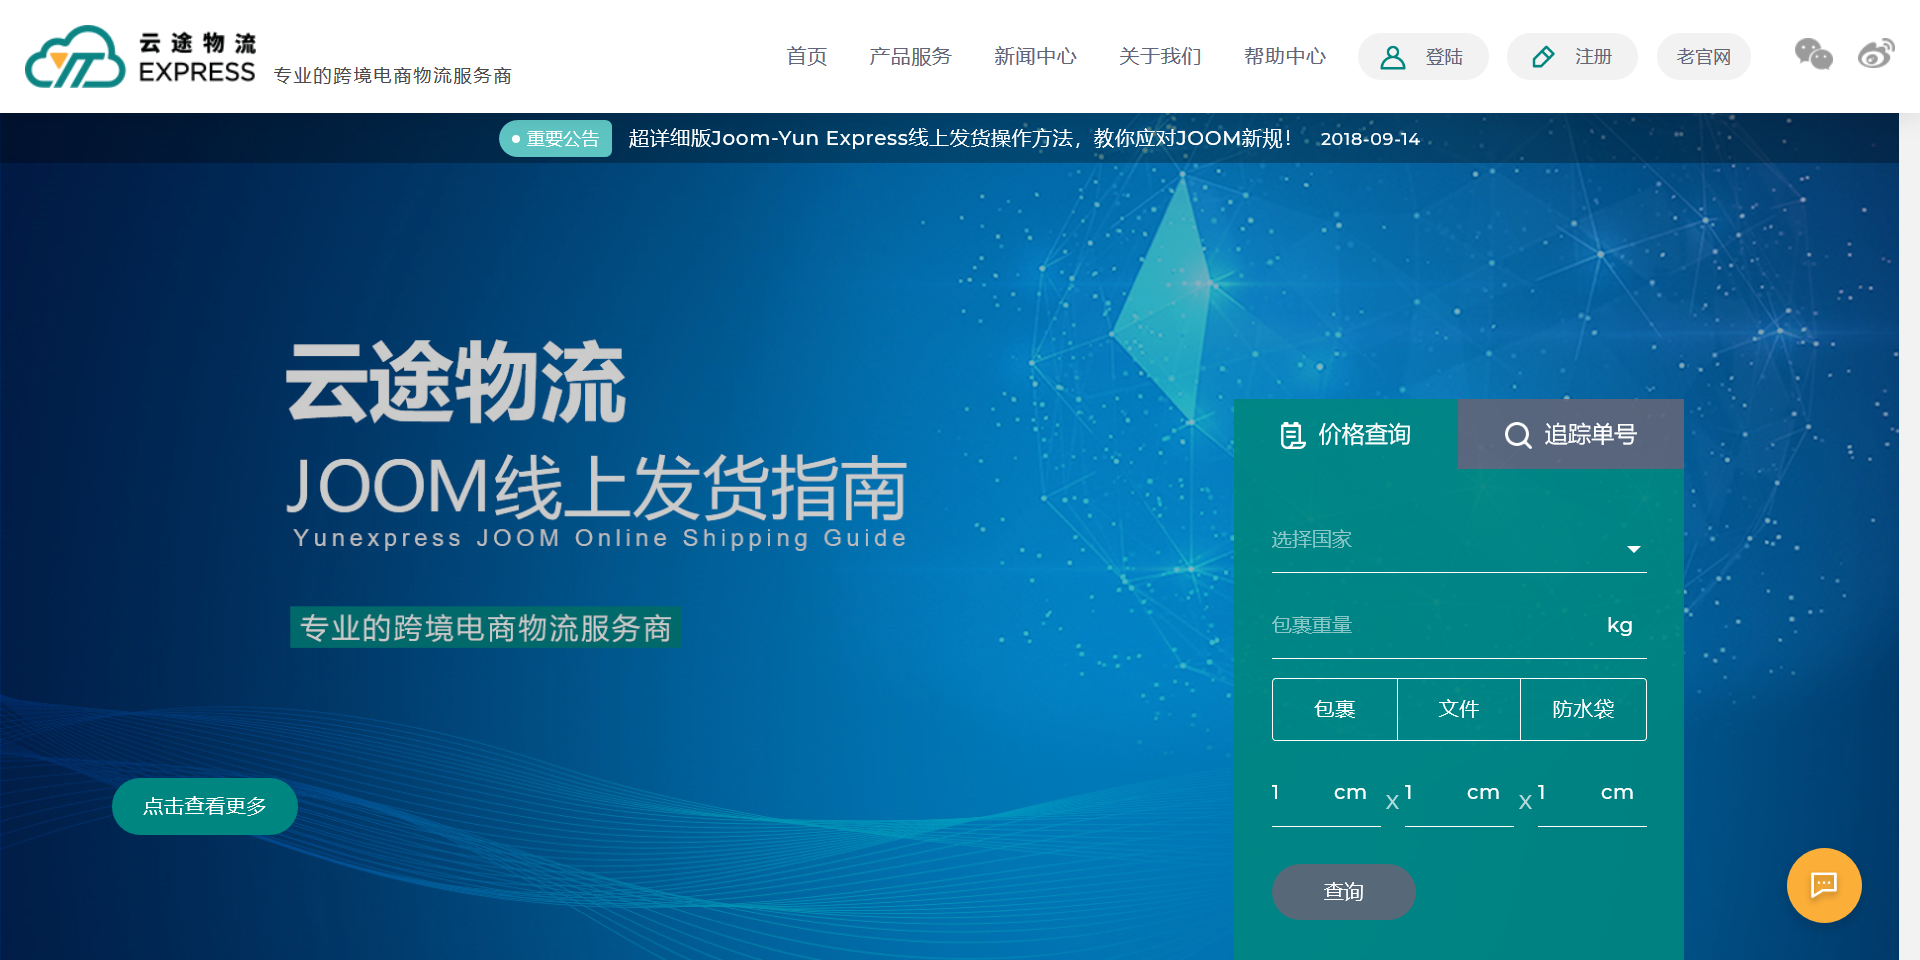 云途物流
EXPRESS
专业的跨境电商物流服务商
首页 产品服务 新闻中心 关于我们 帮助中心 登陆 注册 老官网
重要公告 超详细版Joom-Yun Express线上发货操作方法，教你应对JOOM新规！ 2018-09-14
云途物流
JOOM线上发货指南
Yunexpress JOOM Online Shipping Guide
专业的跨境电商物流服务商
点击查看更多
价格查询 追踪单号
选择国家
包裹重量 kg
包裹 文件 防水袋
1 cm X 1 cm X 1 cm
查询